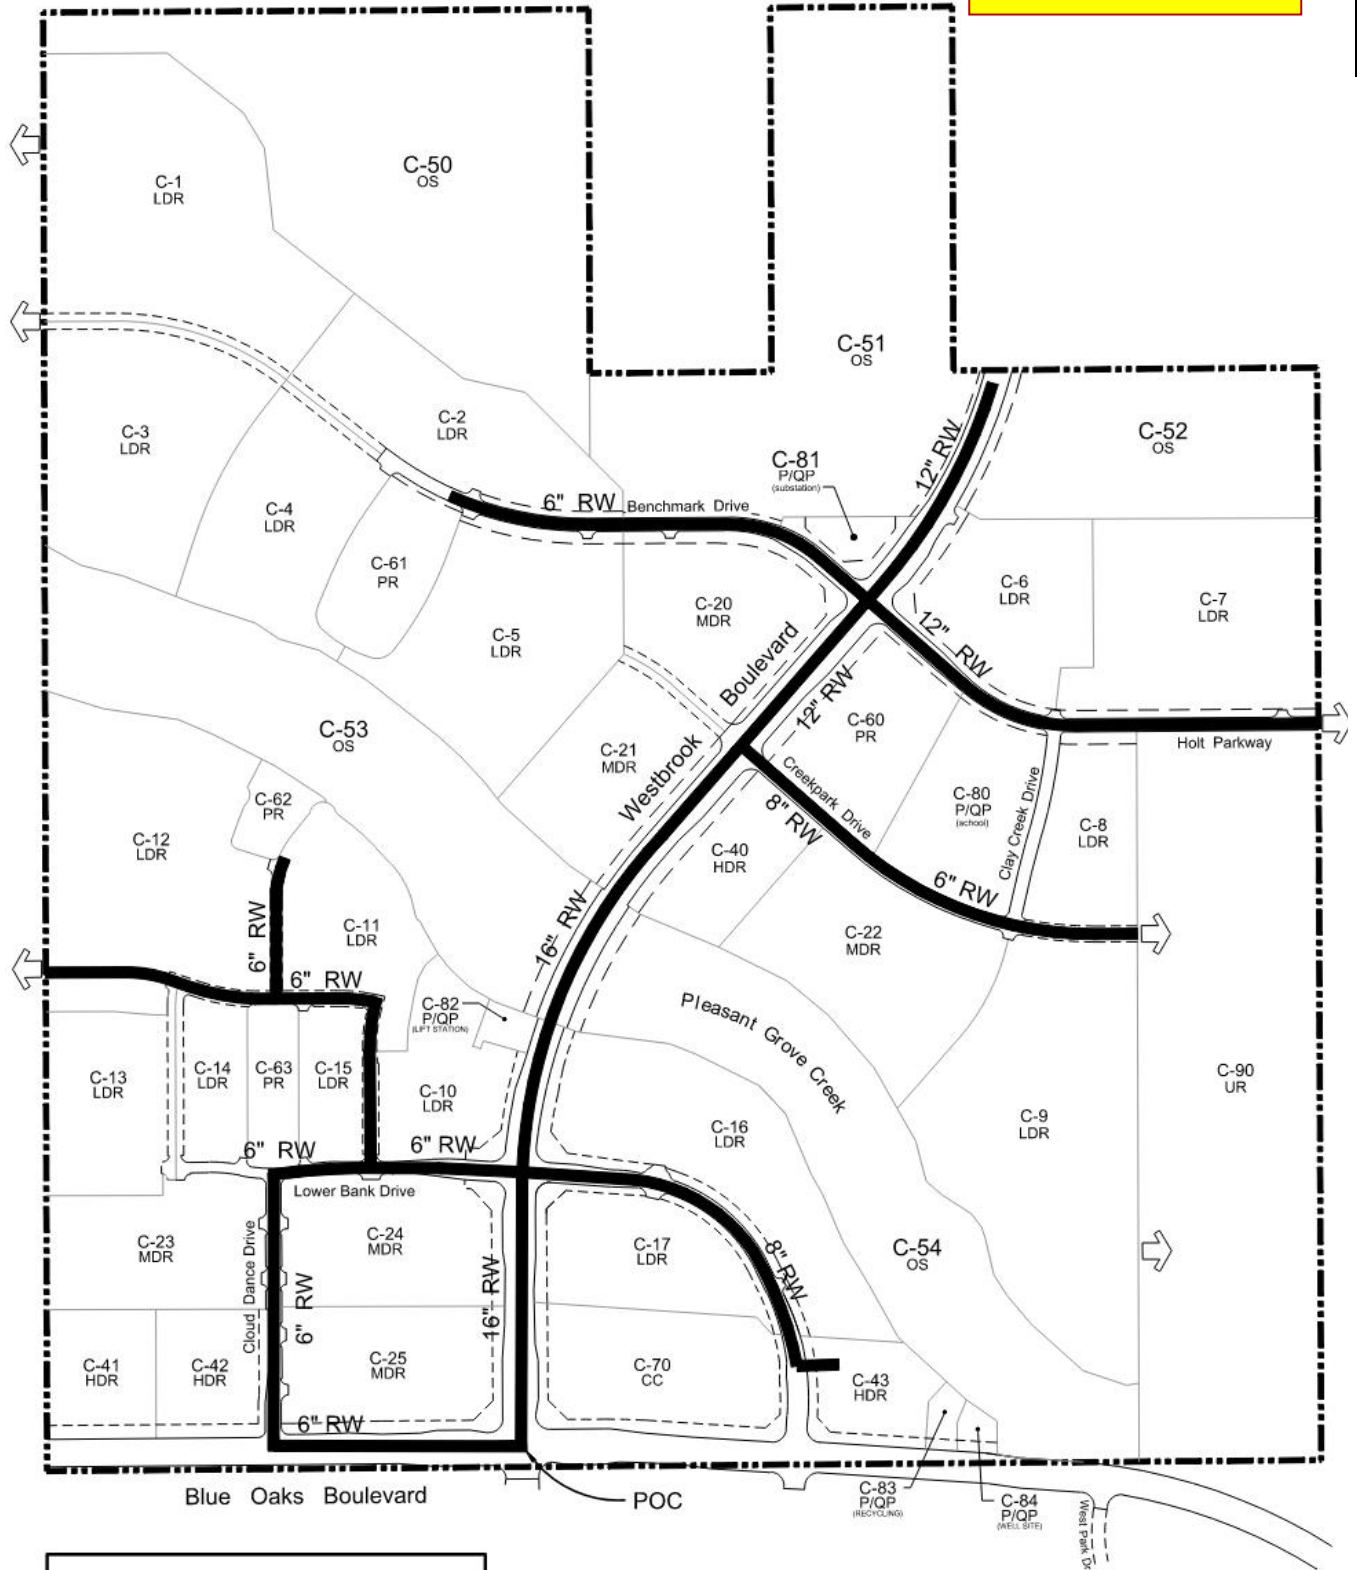 C-50
OS
C-1
LDR
C-51
OS
C-2
LDR
C-3
LDR
C-52
OS
12" RW
C-81
P/QP
(substation)
6" RW
Benchmark Drive
C-4
LDR
C-61
PR
C-20
MDR
C-6
LDR
C-7
LDR
C-5
LDR
12" RW
Westbrook Boulevard
12" RW
C-53
OS
C-60
PR
C-21
MDR
Holt Parkway
Creekpark Drive
8" RW
C-80
P/QP
(school)
Clay Creek Drive
C-8
LDR
C-62
PR
C-12
LDR
C-40
HDR
6" RW
16" RW
C-22
MDR
C-11
LDR
6" RW
6" RW
C-82
P/QP
(LIFT STATION)
Pleasant Grove Creek
C-13
LDR
C-14
LDR
C-63
PR
C-15
LDR
C-10
LDR
C-90
UR
C-16
LDR
C-9
LDR
6" RW
6" RW
Lower Bank Drive
C-23
MDR
Cloud Dance Drive
C-24
MDR
C-17
LDR
C-54
OS
8" RW
6" RW
16" RW
C-41
HDR
C-42
HDR
C-25
MDR
C-70
CC
C-43
HDR
6" RW
Blue Oaks Boulevard
POC
C-83
P/QP
(RECYCLING)
C-84
P/QP
(WELL SITE)
West Park Dr